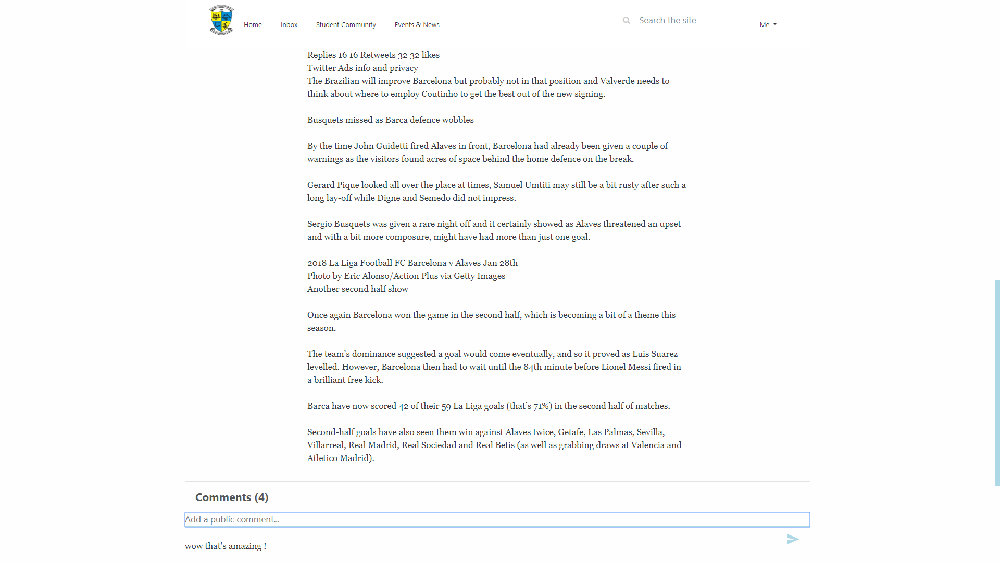 Home
Inbox
Student Community
Events & News
Search the site
Me
Replies 16 16 Retweets 32 32 likes
Twitter Ads info and privacy
The Brazilian will improve Barcelona but probably not in that position and Valverde needs to
think about where to employ Coutinho to get the best out of the new signing.
Busquets missed as Barca defence wobbles
By the time John Guidetti fired Alaves in front, Barcelona had already been given a couple of
warnings as the visitors found acres of space behind the home defence on the break.
Gerard Pique looked all over the place at times, Samuel Umtiti may still be a bit rusty after such a
long lay-off while Digne and Semedo did not impress.
Sergio Busquets was given a rare night off and it certainly showed as Alaves threatened an upset
and with a bit more composure, might have had more than just one goal.
2018 La Liga Football FC Barcelona v Alaves Jan 28th
Photo by Eric Alonso/Action Plus via Getty Images
Another second half show
Once again Barcelona won the game in the second half, which is becoming a bit of a theme this
season.
The team’s dominance suggested a goal would come eventually, and so it proved as Luis Suarez
levelled. However, Barcelona then had to wait until the 84th minute before Lionel Messi fired in
a brilliant free kick.
Barca have now scored 42 of their 59 La Liga goals (that’s 71%) in the second half of matches.
Second-half goals have also seen them win against Alaves twice, Getafe, Las Palmas, Sevilla,
Villarreal, Real Madrid, Real Sociedad and Real Betis (as well as grabbing draws at Valencia and
Atletico Madrid).
Comments (4)
Add a public comment...
wow that's amazing !